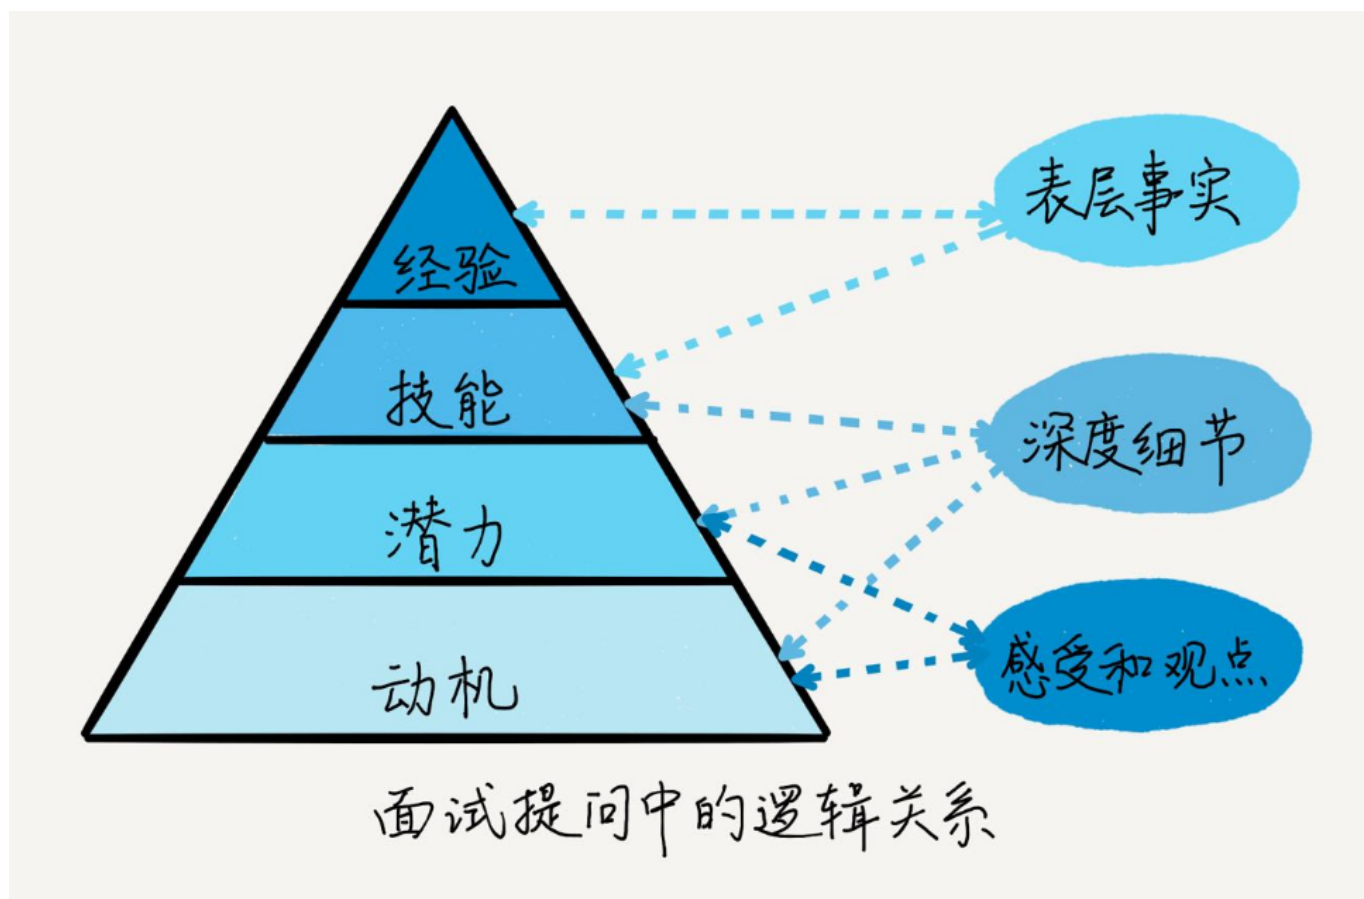 表层事实
经验
技能
深度细节
潜力
感受和观点
动机
面试提问中的逻辑关系